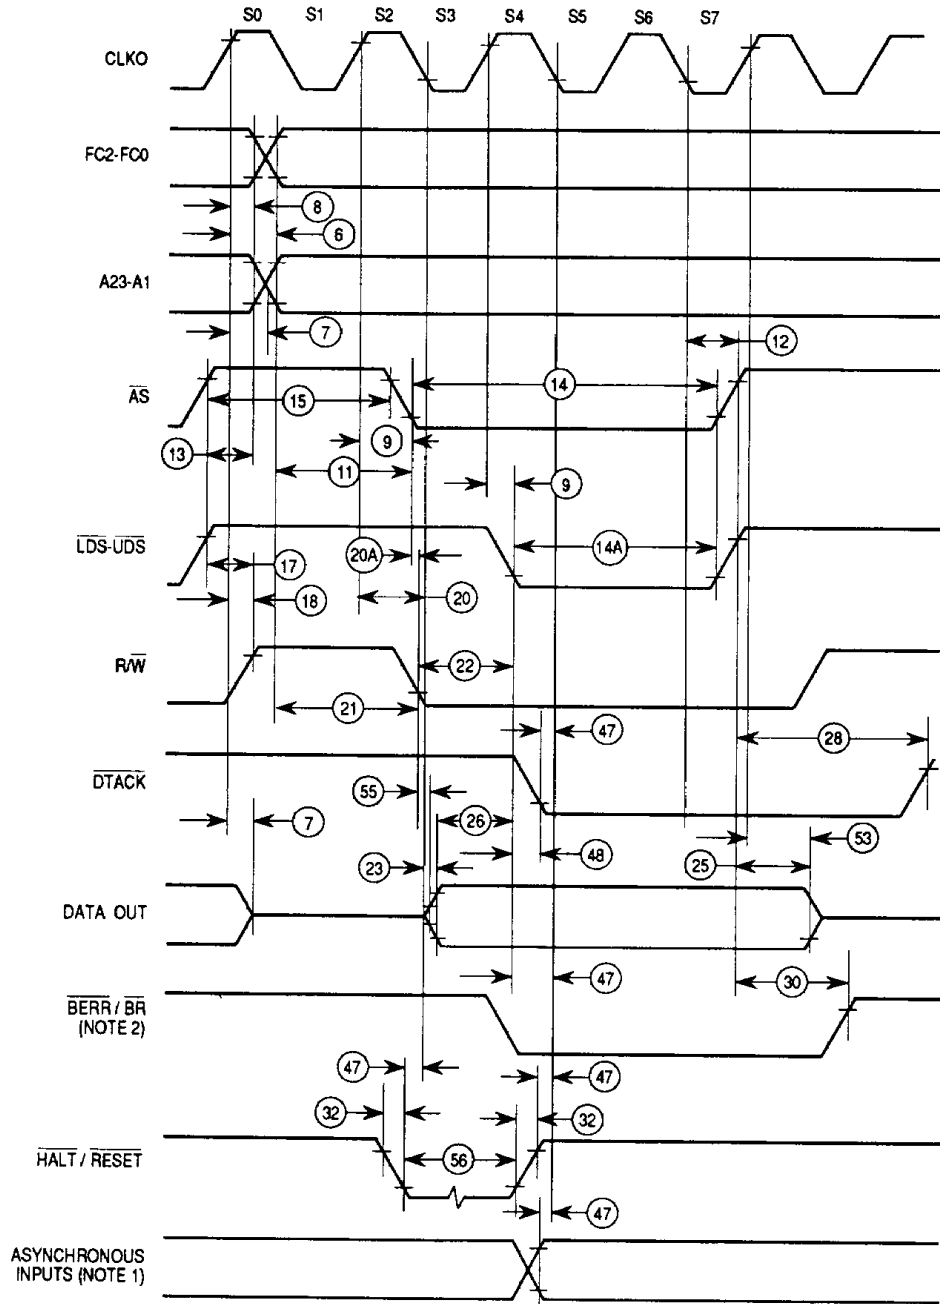 S0 S1 S2 S3 S4 S5 S6 S7
CLKO
FC2-FC0
8
6
A23-A1
7
12
AS
14
15
9
13
11
9
LDS-UDS
20A
14A
17
18
20
R/W
22
21
47
28
DTACK
55
26
7
48
53
23
25
DATA OUT
47
30
BERR / BR
(NOTE 2)
47
47
32
32
HALT / RESET
56
47
ASYNCHRONOUS
INPUTS (NOTE 1)